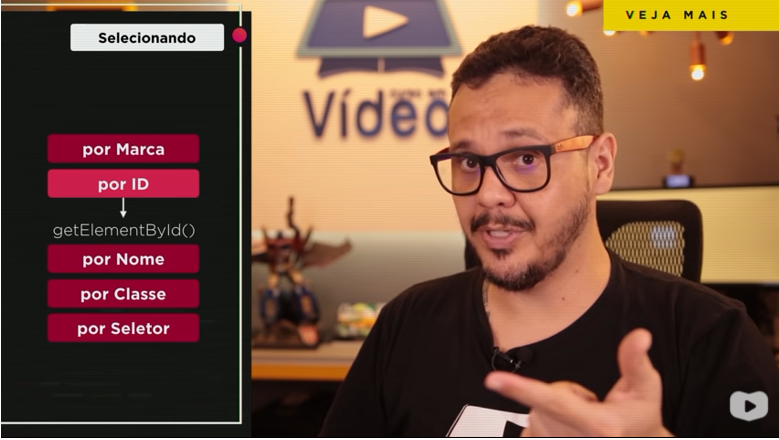 VEJA MAIS
Selecionando
Vídeo
por Marca
por ID
getElementById()
por Nome
por Classe
por Seletor